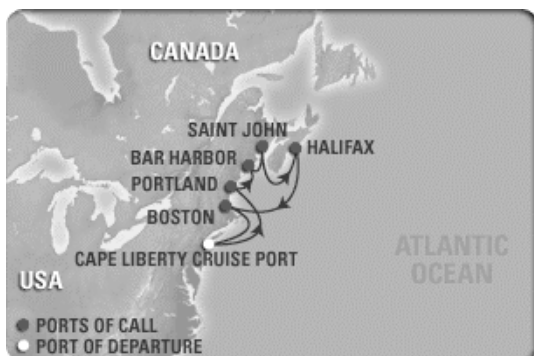 CANADA
SAINT JOHN
HALIFAX
BAR HARBOR
PORTLAND
BOSTON
CAPE LIBERTY CRUISE PORT
ATLANTIC
OCEAN
USA
PORTS OF CALL
PORT OF DEPARTURE